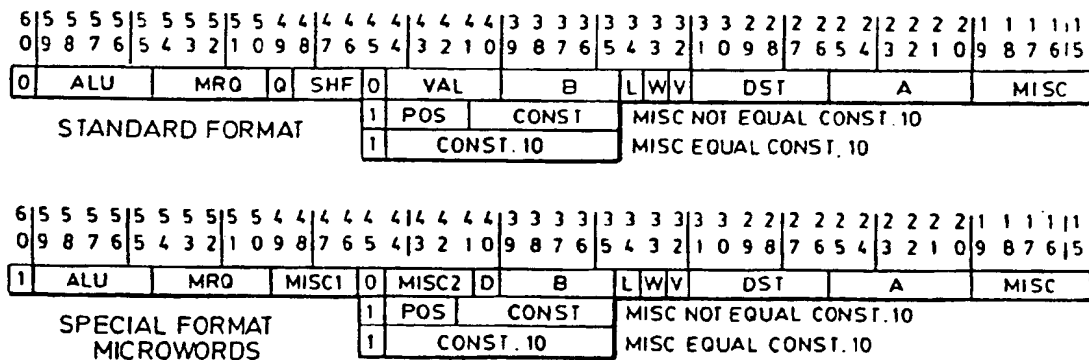 6 5 5 5 5 5 5 5 5 5 5 4 4 4 4 4 4 4 4 4 4 3 3 3 3 3 3 3 3 3 3 2 2 2 2 2 2 2 2 2 2 1 1 1 1 1
0 9 8 7 6 5 4 3 2 1 0 9 8 7 6 5 4 3 2 1 0 9 8 7 6 5 4 3 2 1 0 9 8 7 6 5 4 3 2 1 0 9 8 7 6 5
0 ALU MRQ Q SHF 0 VAL B L W V DST A MISC
STANDARD FORMAT 1 POS CONST MISC NOT EQUAL CONST.10
1 CONST.10 MISC EQUAL CONST.10
6 5 5 5 5 5 5 5 5 5 5 4 4 4 4 4 4 4 4 4 4 3 3 3 3 3 3 3 3 3 3 2 2 2 2 2 2 2 2 2 2 1 1 1 1 1
0 9 8 7 6 5 4 3 2 1 0 9 8 7 6 5 4 3 2 1 0 9 8 7 6 5 4 3 2 1 0 9 8 7 6 5 4 3 2 1 0 9 8 7 6 5
1 ALU MRQ MISC1 0 MISC2 D B L W V DST A MISC
SPECIAL FORMAT 1 POS CONST MISC NOT EQUAL CONST.10
MICROWORDS 1 CONST.10 MISC EQUAL CONST.10